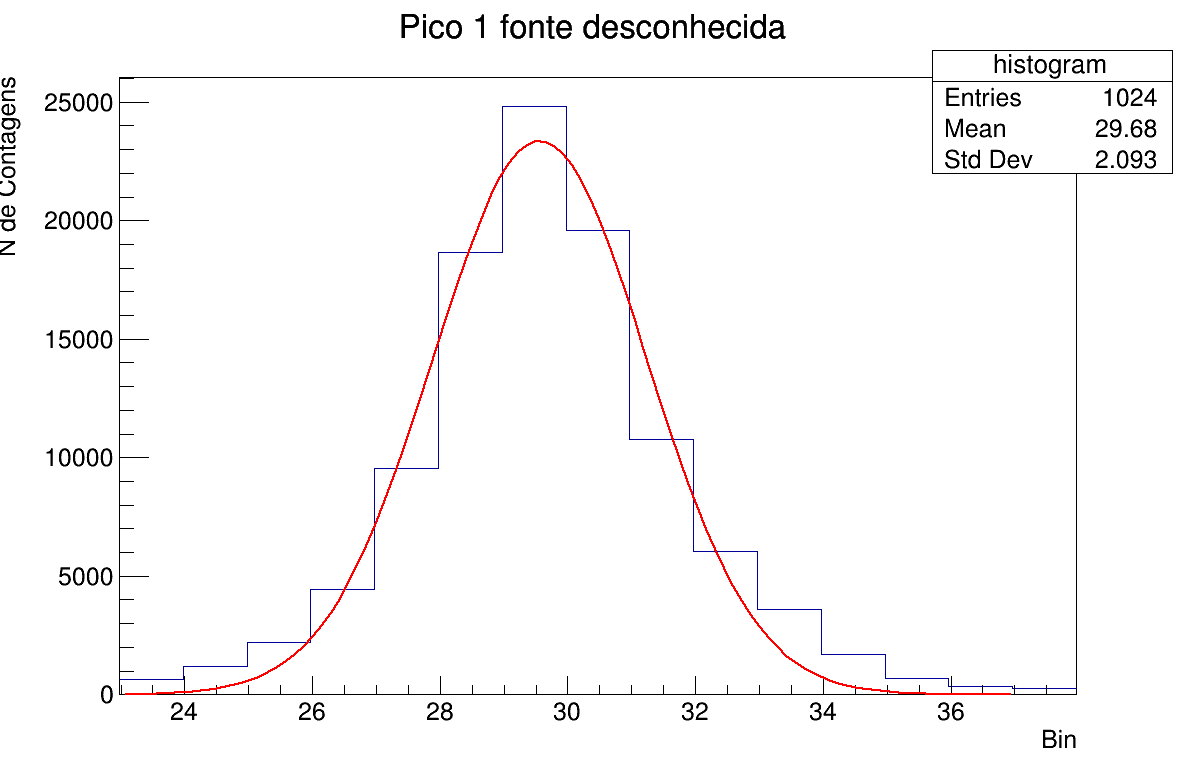 Pico 1 fonte desconhecida
histogram
Entries 1024
Mean 29.68
Std Dev 2.093
N de Contagens
25000
20000
15000
10000
5000
0
24 26 28 30 32 34 36
Bin